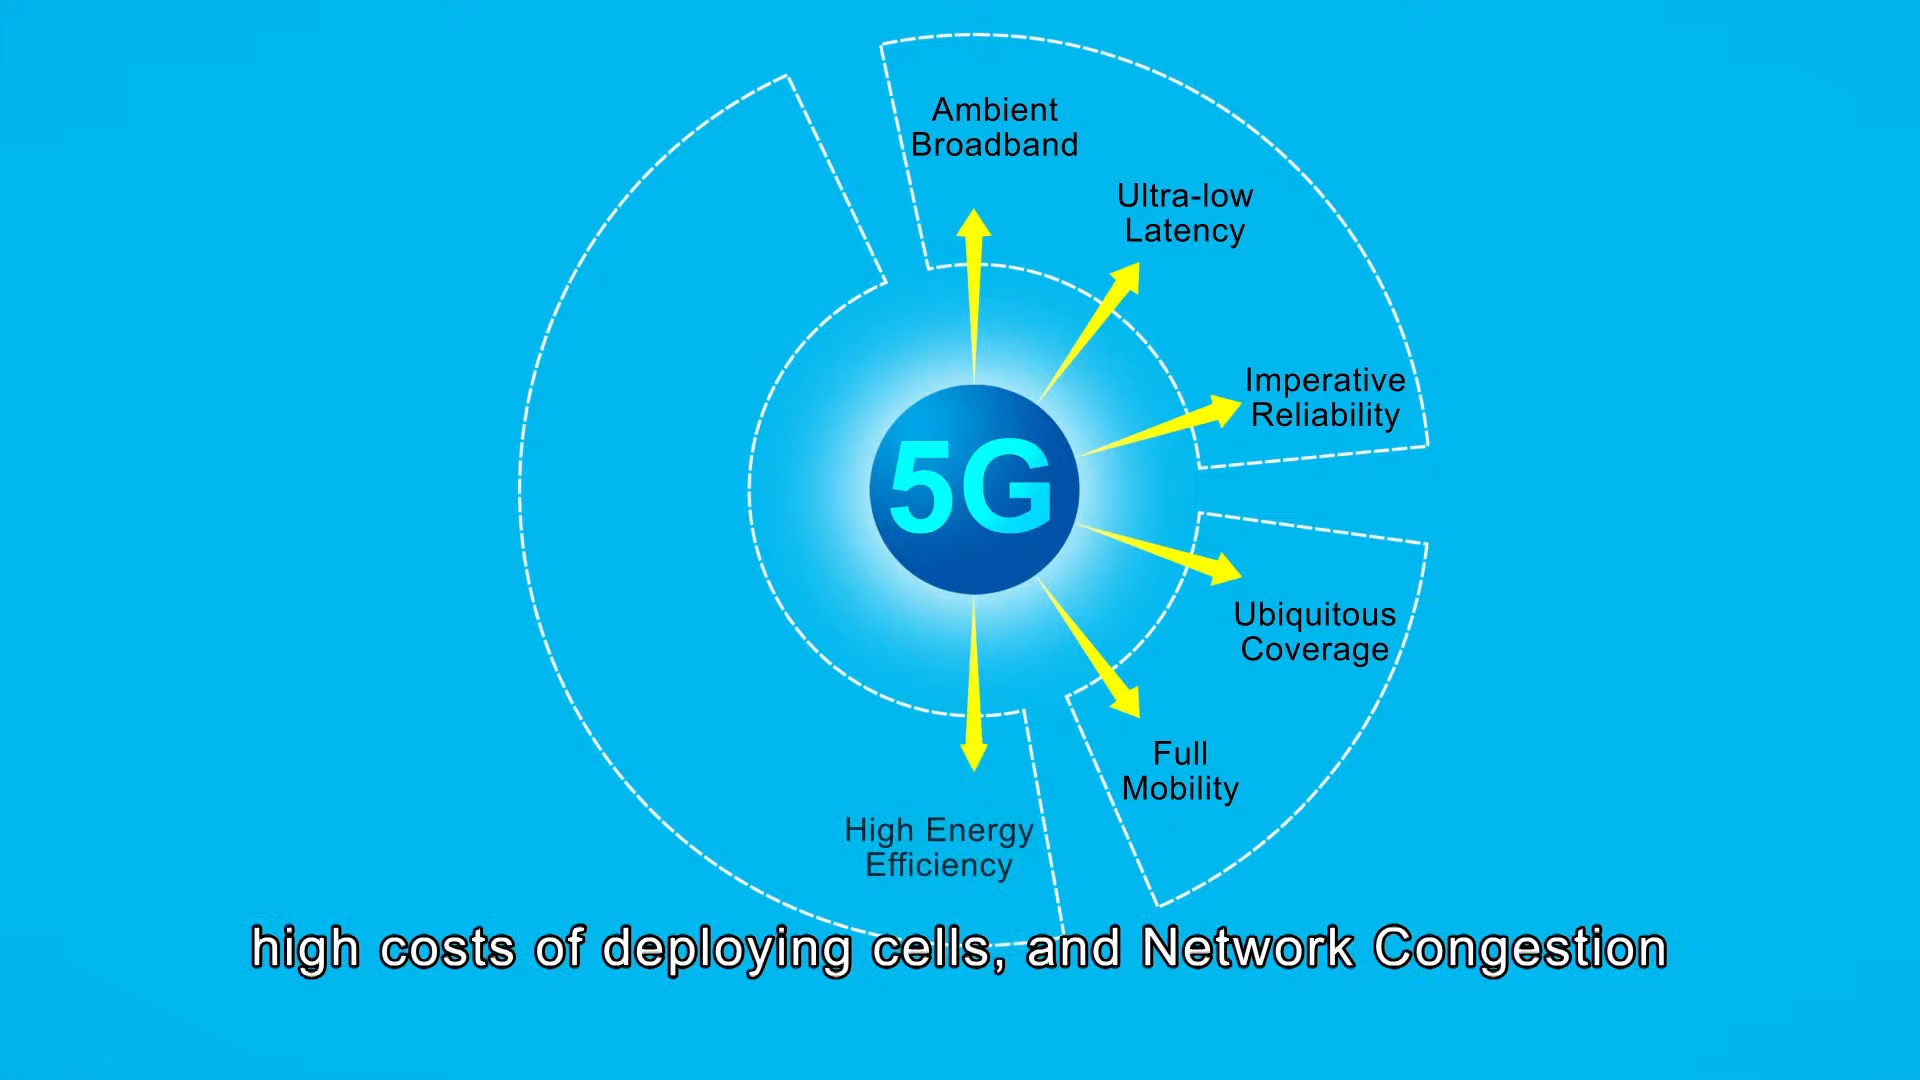 Ambient
Broadband
Ultra-low
Latency
Imperative
Reliability
5G
Ubiquitous
Coverage
Full
Mobility
High Energy
Efficiency
high costs of deploying cells, and Network Congestion